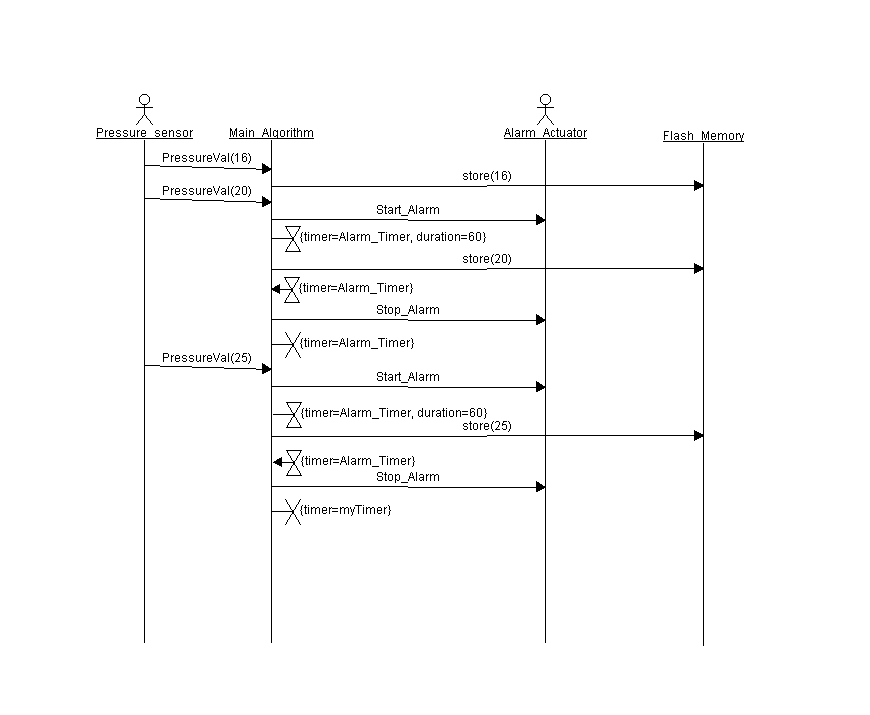 Pressure_sensor
Main_Algorithm
Alarm_Actuator
Flash_Memory
PressureVal(16)
store(16)
PressureVal(20)
Start_Alarm
{timer=Alarm_Timer, duration=60}
store(20)
{timer=Alarm_Timer}
Stop_Alarm
{timer=Alarm_Timer}
PressureVal(25)
Start_Alarm
{timer=Alarm_Timer, duration=60}
store(25)
{timer=Alarm_Timer}
Stop_Alarm
{timer=myTimer}